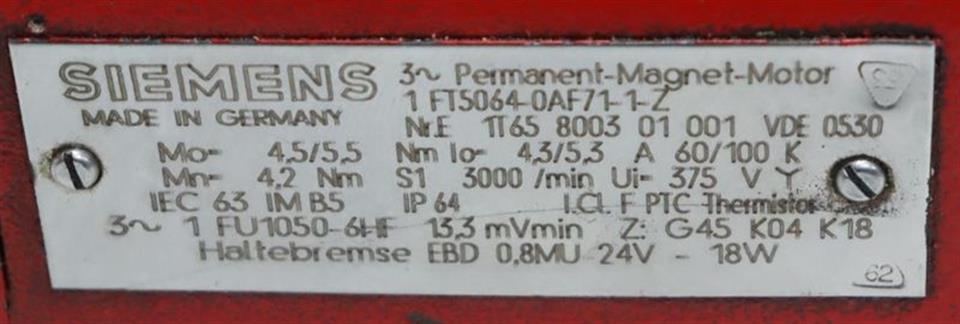 SIEMENS 3~ Permanent-Magnet-Motor
1 FT5064-0AF71-1-Z
MADE IN GERMANY Nr.E 1T65 8003 01 001 VDE 0530
Mo= 4,5/5,5 Nm Io= 4,3/5,3 A 60/100 K
Mn= 4,2 Nm S1 3000 /min Ui= 375 V Y
IEC 63 IM B5 IP 64 I.Cl. F PTC Thermistor
3~ 1 FU1050-6HF 13,3 mVmin Z: G45 K04 K18
Haltebremse EBD 0,8MU 24V - 18W
62